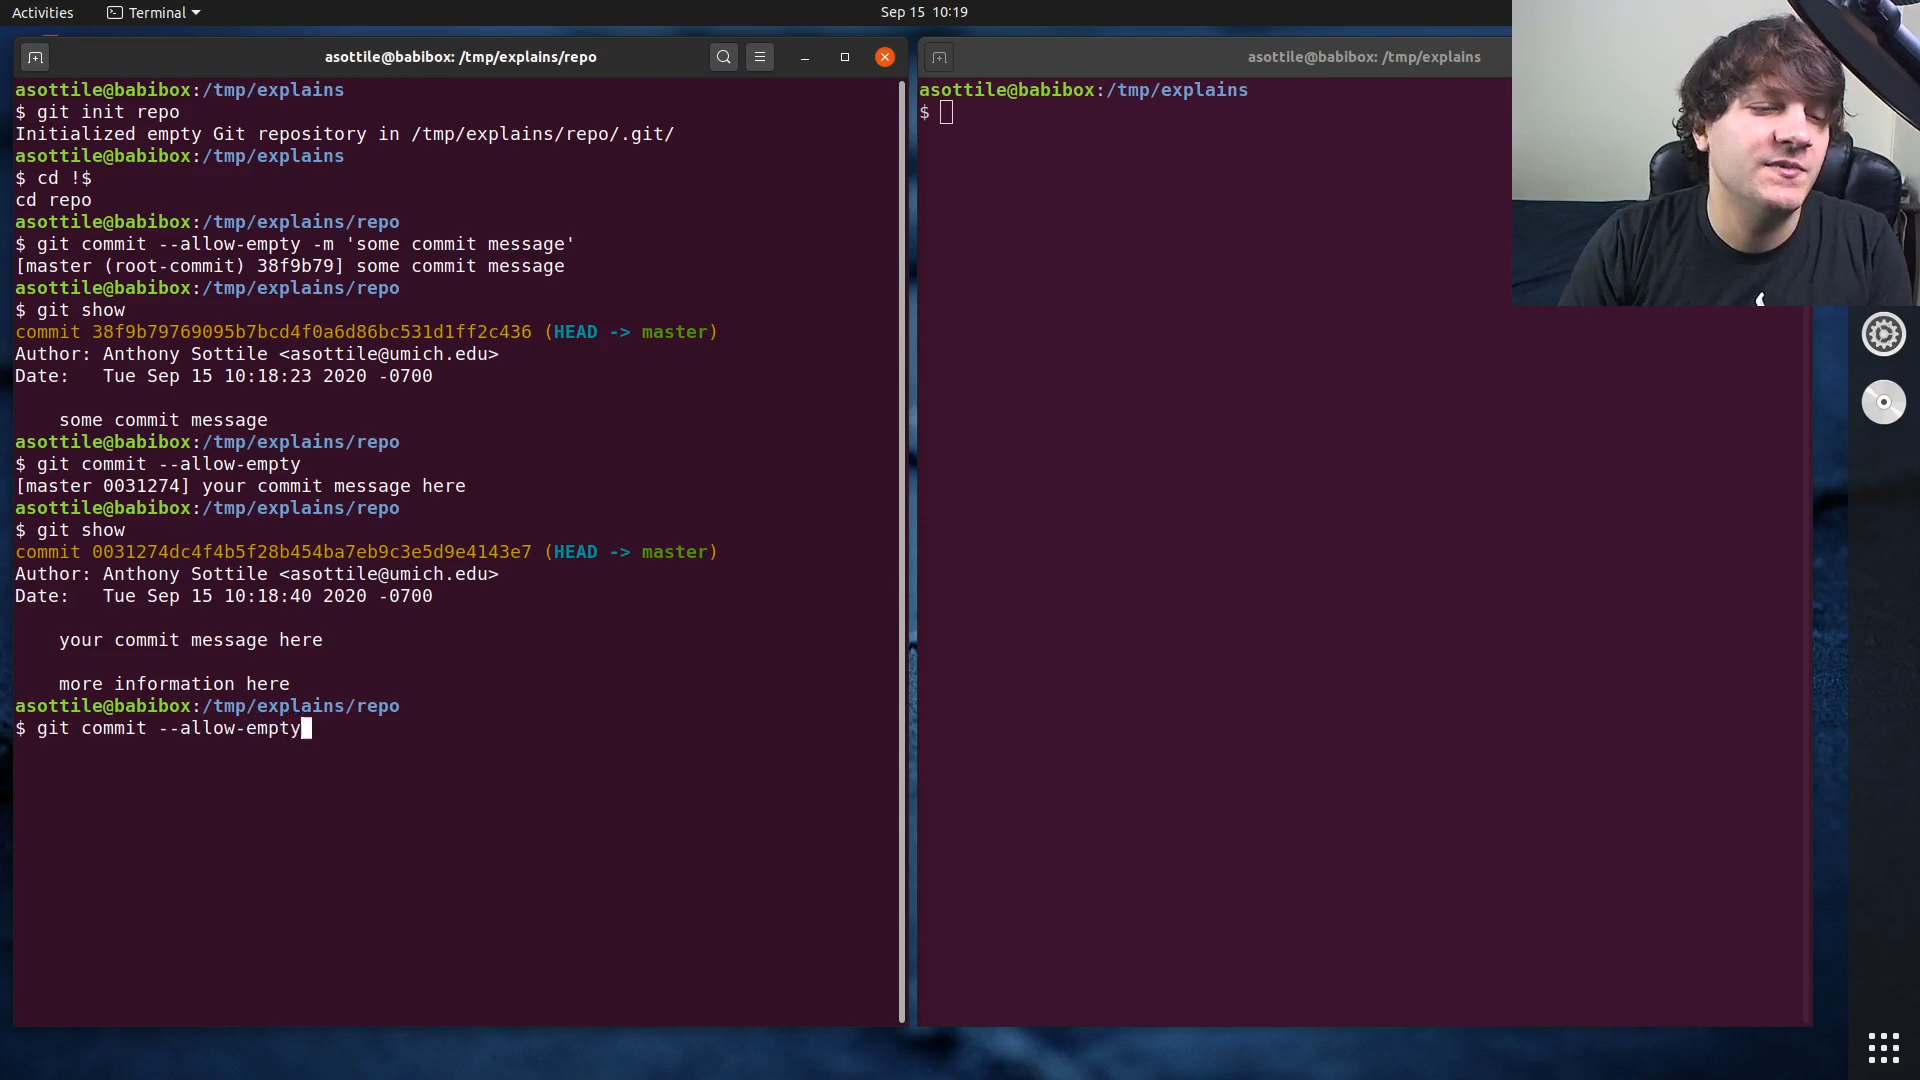 Activities
Terminal
Sep 15 10:19
asottile@babibox: /tmp/explains/repo
asottile@babibox:/tmp/explains
$ git init repo
Initialized empty Git repository in /tmp/explains/repo/.git/
asottile@babibox:/tmp/explains
$ cd !$
cd repo
asottile@babibox:/tmp/explains/repo
$ git commit --allow-empty -m 'some commit message'
[master (root-commit) 38f9b79] some commit message
asottile@babibox:/tmp/explains/repo
$ git show
commit 38f9b79769095b7bcd4f0a6d86bc531d1ff2c436 (HEAD -> master)
Author: Anthony Sottile <asottile@umich.edu>
Date:   Tue Sep 15 10:18:23 2020 -0700
some commit message
asottile@babibox:/tmp/explains/repo
$ git commit --allow-empty
[master 0031274] your commit message here
asottile@babibox:/tmp/explains/repo
$ git show
commit 0031274dc4f4b5f28b454ba7eb9c3e5d9e4143e7 (HEAD -> master)
Author: Anthony Sottile <asottile@umich.edu>
Date:   Tue Sep 15 10:18:40 2020 -0700
your commit message here
more information here
asottile@babibox:/tmp/explains/repo
$ git commit --allow-empty
asottile@babibox: /tmp/explains
asottile@babibox:/tmp/explains
$